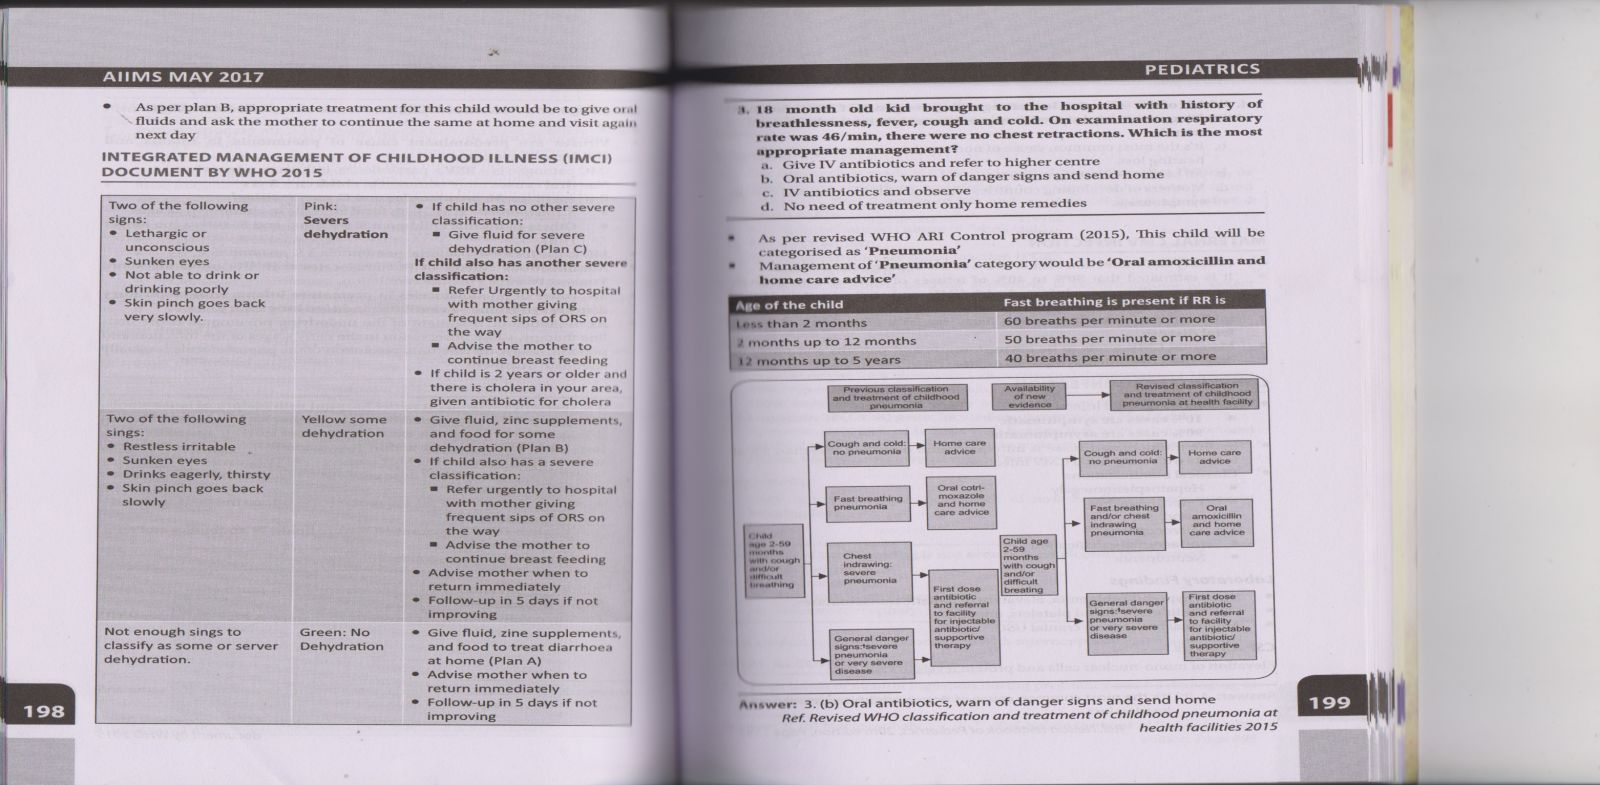 AIIMS MAY 2017
• As per plan B, appropriate treatment for this child would be to give oral
fluids and ask the mother to continue the same at home and visit again
next day
INTEGRATED MANAGEMENT OF CHILDHOOD ILLNESS (IMCI)
DOCUMENT BY WHO 2015
Two of the following
signs:
• Lethargic or
unconscious
• Sunken eyes
• Not able to drink or
drinking poorly
• Skin pinch goes back
very slowly.
Pink:
Severs
dehydration
• If child has no other severe
classification:
▪ Give fluid for severe
dehydration (Plan C)
If child also has another severe
classification:
▪ Refer Urgently to hospital
with mother giving
frequent sips of ORS on
the way
▪ Advise the mother to
continue breast feeding
• If child is 2 years or older and
there is cholera in your area,
given antibiotic for cholera
Two of the following
sings:
• Restless irritable
• Sunken eyes
• Drinks eagerly, thirsty
• Skin pinch goes back
slowly
Yellow some
dehydration
• Give fluid, zinc supplements,
and food for some
dehydration (Plan B)
• If child also has a severe
classification:
▪ Refer urgently to hospital
with mother giving
frequent sips of ORS on
the way
▪ Advise the mother to
continue breast feeding
• Advise mother when to
return immediately
• Follow-up in 5 days if not
improving
Not enough sings to
classify as some or server
dehydration.
Green: No
Dehydration
• Give fluid, zine supplements,
and food to treat diarrhoea
at home (Plan A)
• Advise mother when to
return immediately
• Follow-up in 5 days if not
improving
198
PEDIATRICS
3. 18 month old kid brought to the hospital with history of
breathlessness, fever, cough and cold. On examination respiratory
rate was 46/min, there were no chest retractions. Which is the most
appropriate management?
a. Give IV antibiotics and refer to higher centre
b. Oral antibiotics, warn of danger signs and send home
c. IV antibiotics and observe
d. No need of treatment only home remedies
▪ As per revised WHO ARI Control program (2015), This child will be
categorised as 'Pneumonia'
▪ Management of 'Pneumonia' category would be 'Oral amoxicillin and
home care advice'
Age of the child
Fast breathing is present if RR is
Less than 2 months
60 breaths per minute or more
2 months up to 12 months
50 breaths per minute or more
12 months up to 5 years
40 breaths per minute or more
Previous classification
and treatment of childhood
pneumonia
Availability
of new
evidence
Revised classification
and treatment of childhood
pneumonia at health facility
Child
age 2-59
months
with cough
and/or
difficult
breathing
Cough and cold:
no pneumonia
Home care
advice
Fast breathing
pneumonia
Oral cotri-
moxazole
and home
care advice
Chest
indrawing:
severe
pneumonia
General danger
signs:†severe
pneumonia
or very severe
disease
First dose
antibiotic
and referral
to facility
for injectable
antibiotic/
supportive
therapy
Child age
2-59
months
with cough
and/or
difficult
breating
Cough and cold:
no pneumonia
Home care
advice
Fast breathing
and/or chest
indrawing
pneumonia
Oral
amoxicillin
and home
care advice
General danger
signs:†severe
pneumonia
or very severe
disease
First dose
antibiotic
and referral
to facility
for injectable
antibiotic/
supportive
therapy
Answer: 3. (b) Oral antibiotics, warn of danger signs and send home
Ref. Revised WHO classification and treatment of childhood pneumonia at
health facilities 2015
199